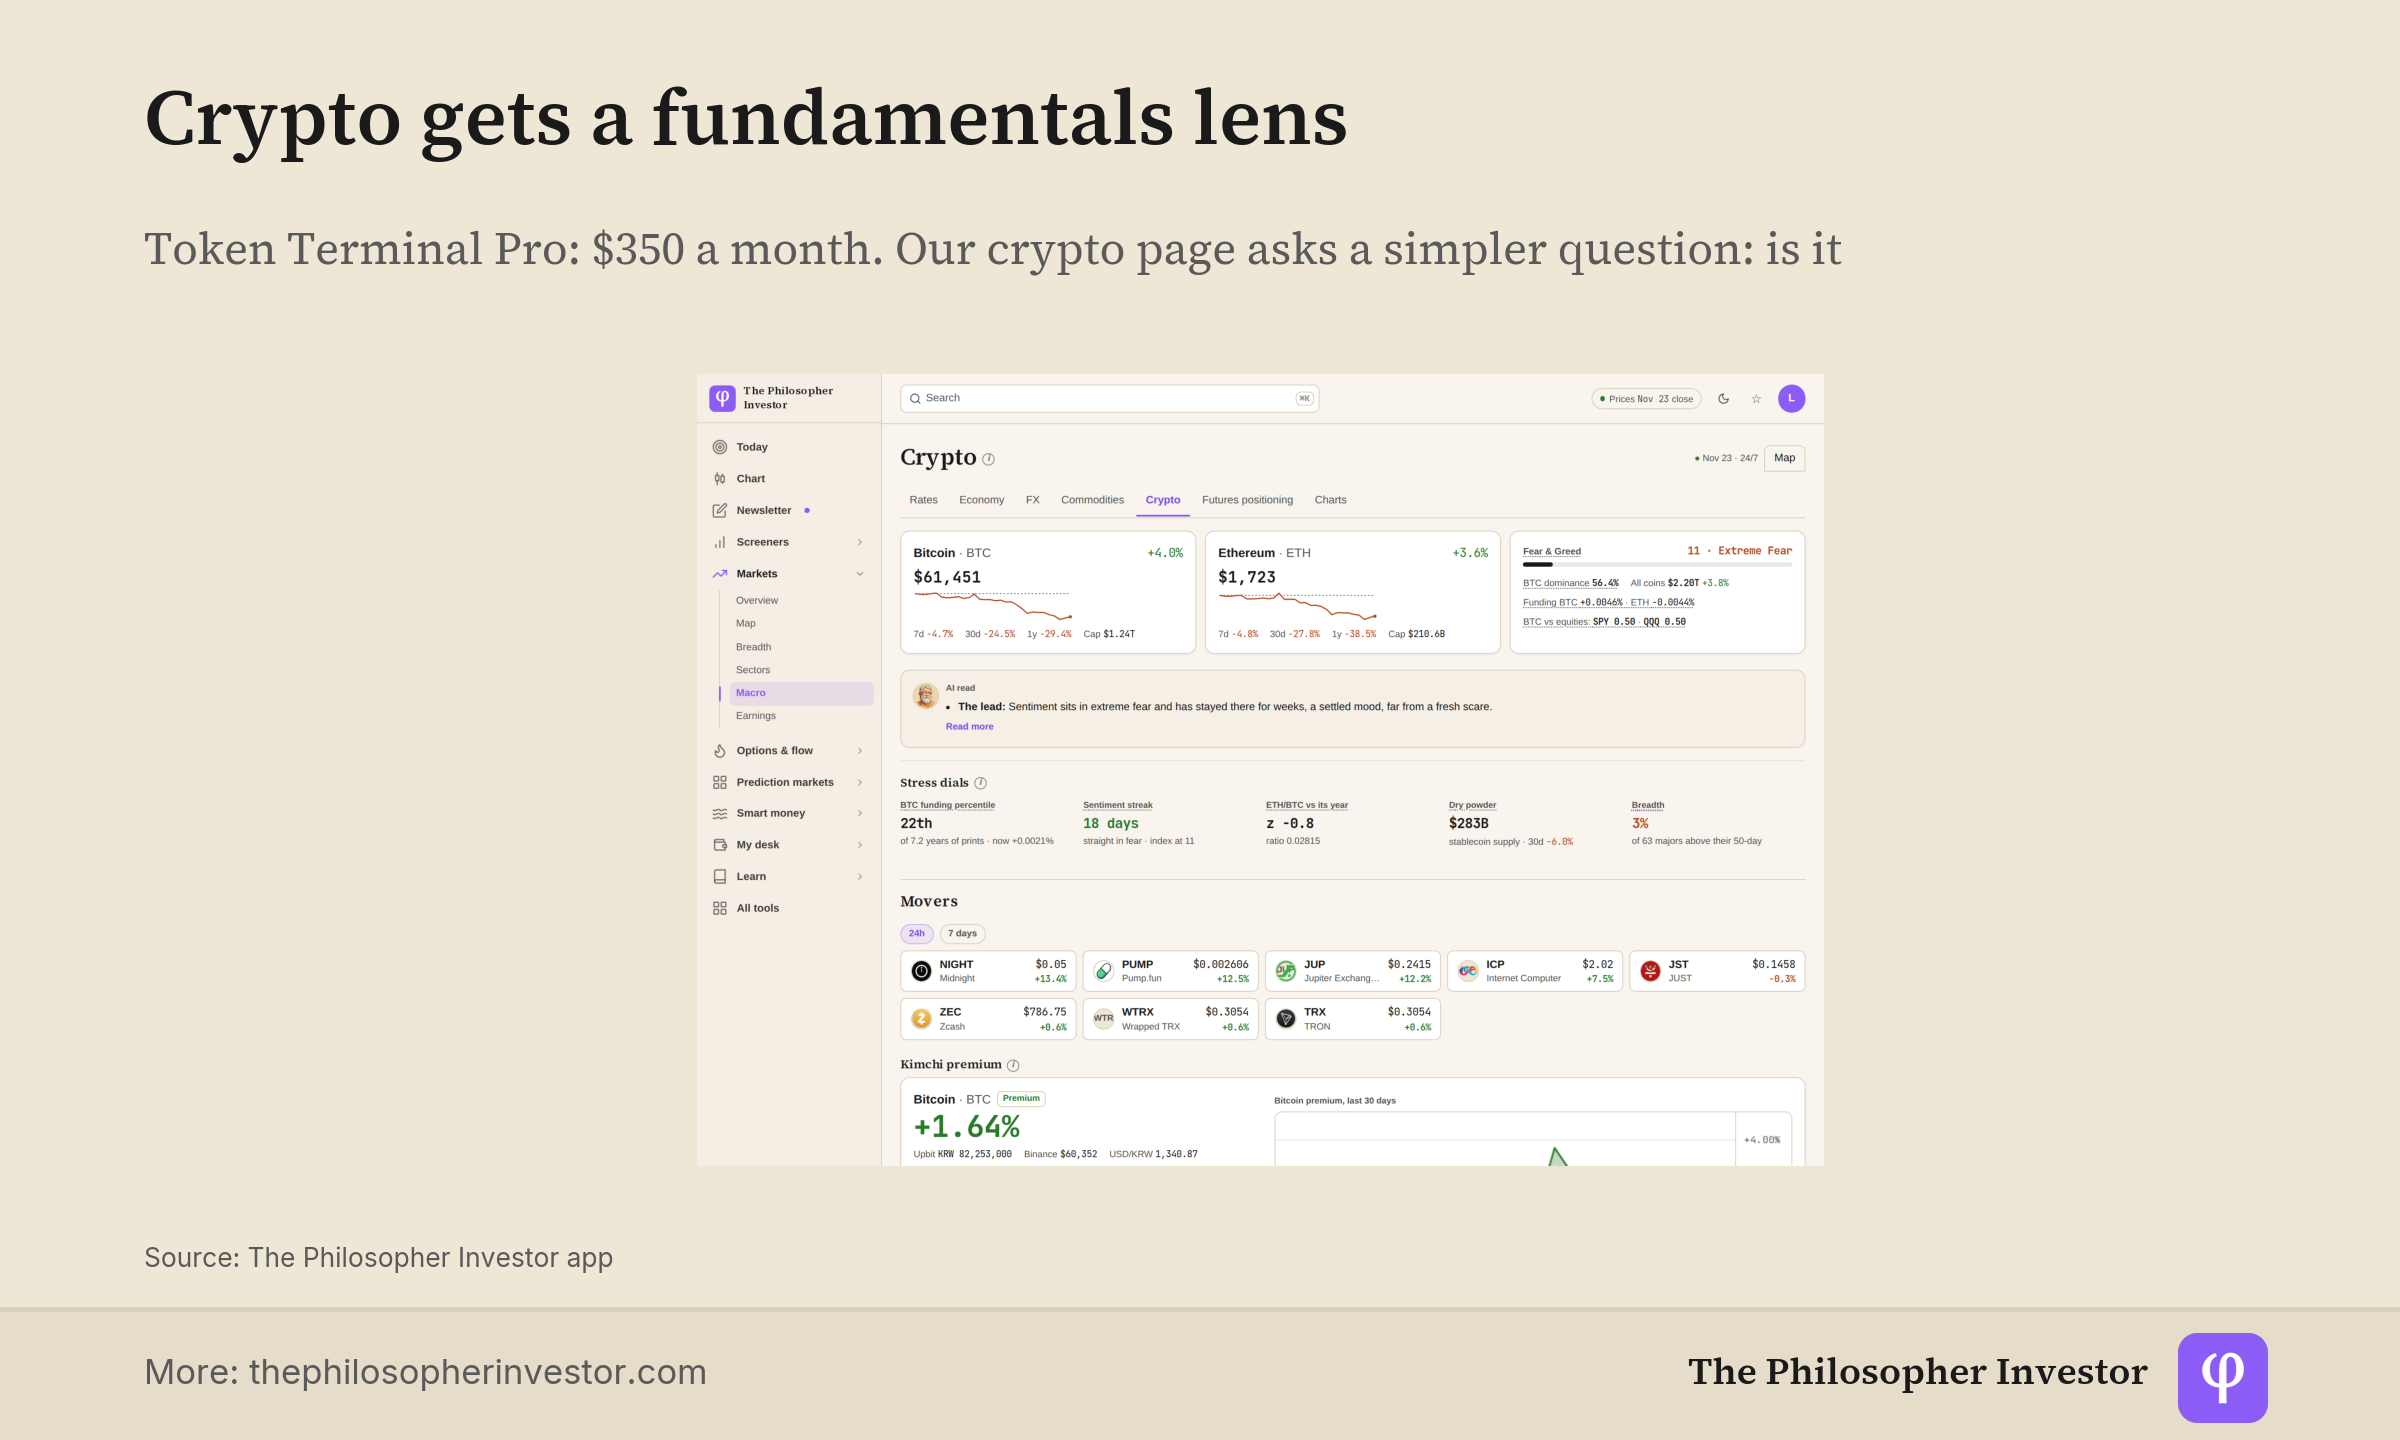 Crypto gets a fundamentals lens
Token Terminal Pro: $350 a month. Our crypto page asks a simpler question: is it
The Philosopher
Investor
Search
⌘K
Prices Nov 23 close
L
Today
Chart
Newsletter
Screeners
Markets
Overview
Map
Breadth
Sectors
Macro
Earnings
Options & flow
Prediction markets
Smart money
My desk
Learn
All tools
Crypto
Nov 23 · 24/7
Map
Rates Economy FX Commodities Crypto Futures positioning Charts
Bitcoin · BTC +4.0%
$61,451
7d -4.7% 30d -24.5% 1y -29.4% Cap $1.24T
Ethereum · ETH +3.6%
$1,723
7d -4.8% 30d -27.8% 1y -38.5% Cap $210.6B
Fear & Greed 11 · Extreme Fear
BTC dominance 56.4% All coins $2.20T +3.8%
Funding BTC +0.0046% · ETH -0.0044%
BTC vs equities: SPY 0.50 · QQQ 0.50
AI read
• The lead: Sentiment sits in extreme fear and has stayed there for weeks, a settled mood, far from a fresh scare.
Read more
Stress dials
BTC funding percentile
22th
of 7.2 years of prints · now +0.0021%
Sentiment streak
18 days
straight in fear · index at 11
ETH/BTC vs its year
z -0.8
ratio 0.02815
Dry powder
$283B
stablecoin supply · 30d -6.0%
Breadth
3%
of 63 majors above their 50-day
Movers
24h 7 days
NIGHT $0.05
Midnight +13.4%
PUMP $0.002606
Pump.fun +12.5%
JUP $0.2415
Jupiter Exchang... +12.2%
ICP $2.02
Internet Computer +7.5%
JST $0.1458
JUST -0.3%
ZEC $786.75
Zcash +0.6%
WTR
WTRX $0.3054
Wrapped TRX +0.6%
TRX $0.3054
TRON +0.6%
Kimchi premium
Bitcoin · BTC Premium
+1.64%
Upbit KRW 82,253,000 Binance $60,352 USD/KRW 1,340.87
Bitcoin premium, last 30 days
+4.00%
Source: The Philosopher Investor app
More: thephilosopherinvestor.com
The Philosopher Investor
φ